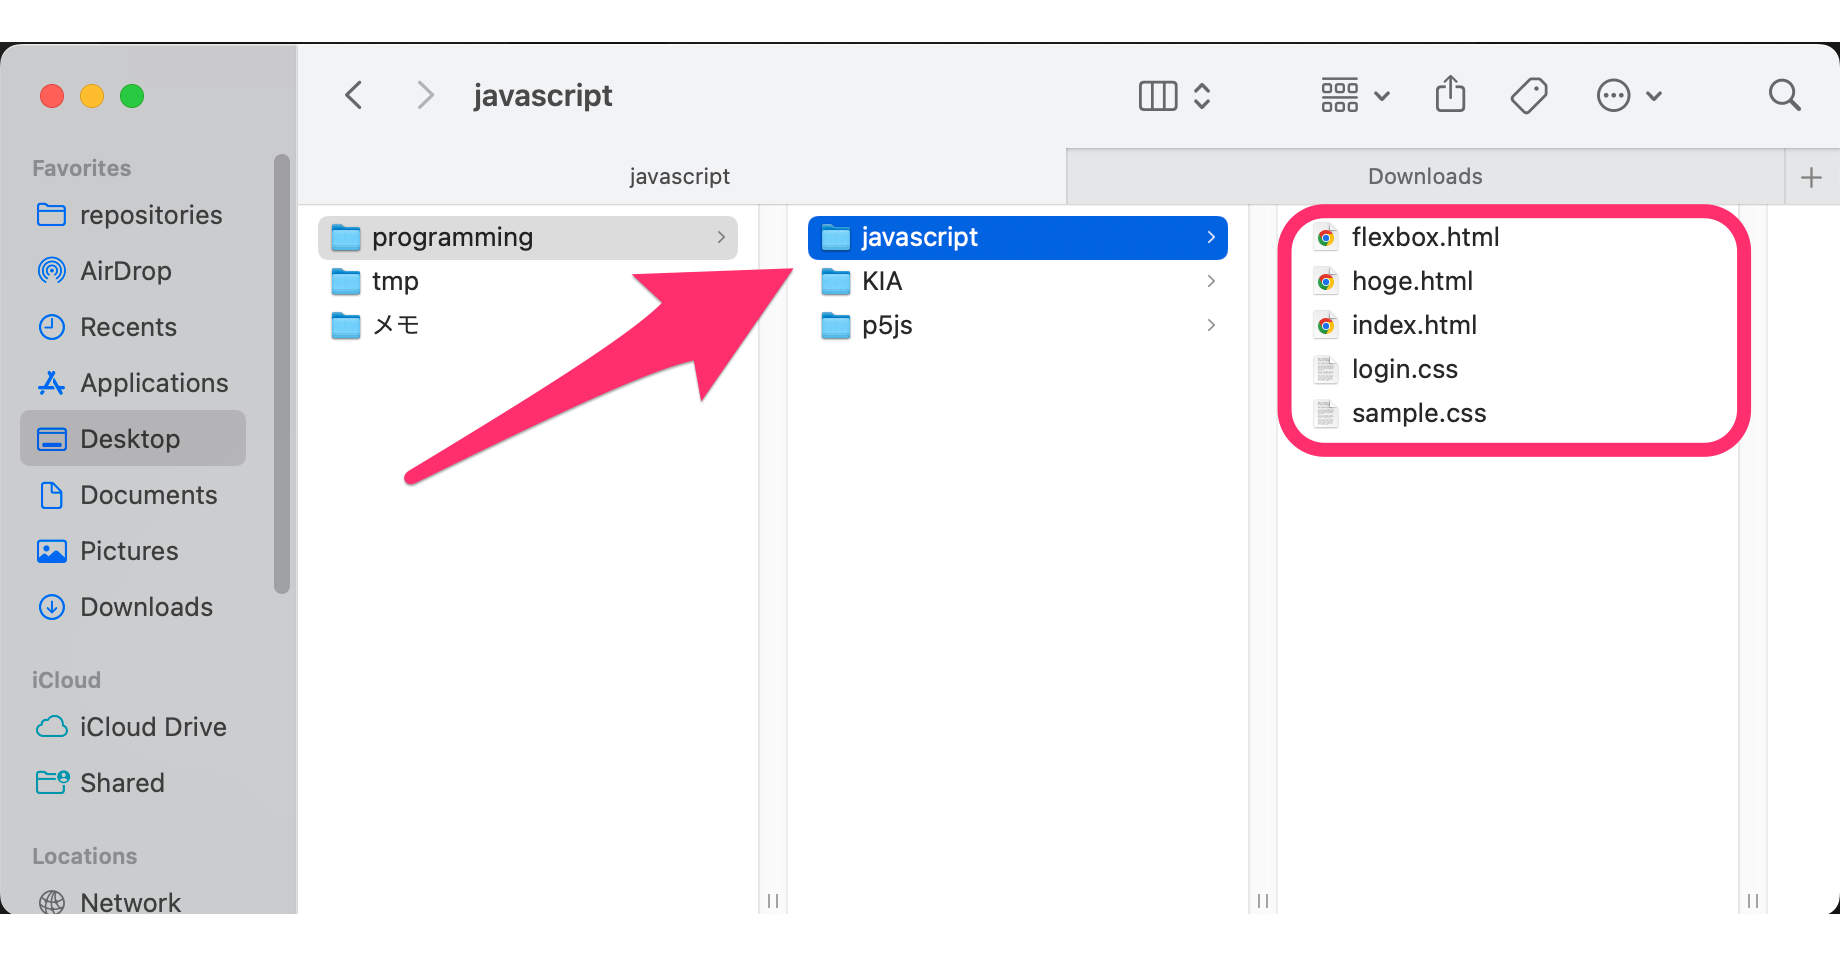 javascript
javascript
Downloads
Favorites
repositories
AirDrop
Recents
Applications
Desktop
Documents
Pictures
Downloads
iCloud
iCloud Drive
Shared
Locations
Network
programming
tmp
メモ
javascript
KIA
p5js
flexbox.html
hoge.html
index.html
login.css
sample.css